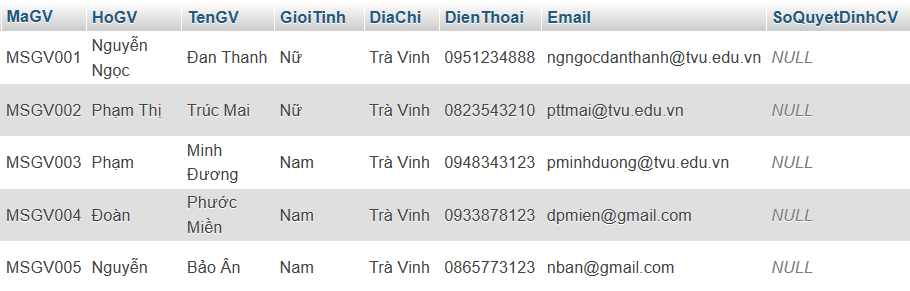 MaGV HoGV TenGV GioiTinh DiaChi DienThoai Email SoQuyetDinhCV
MSGV001 Nguyễn Ngọc Đan Thanh Nữ Trà Vinh 0951234888 ngngocdanthanh@tvu.edu.vn NULL
MSGV002 Phạm Thị Trúc Mai Nữ Trà Vinh 0823543210 pttmai@tvu.edu.vn NULL
MSGV003 Phạm Minh Đương Nam Trà Vinh 0948343123 pminhduong@tvu.edu.vn NULL
MSGV004 Đoàn Phước Miền Nam Trà Vinh 0933878123 dpmien@gmail.com NULL
MSGV005 Nguyễn Bảo Ân Nam Trà Vinh 0865773123 nban@gmail.com NULL